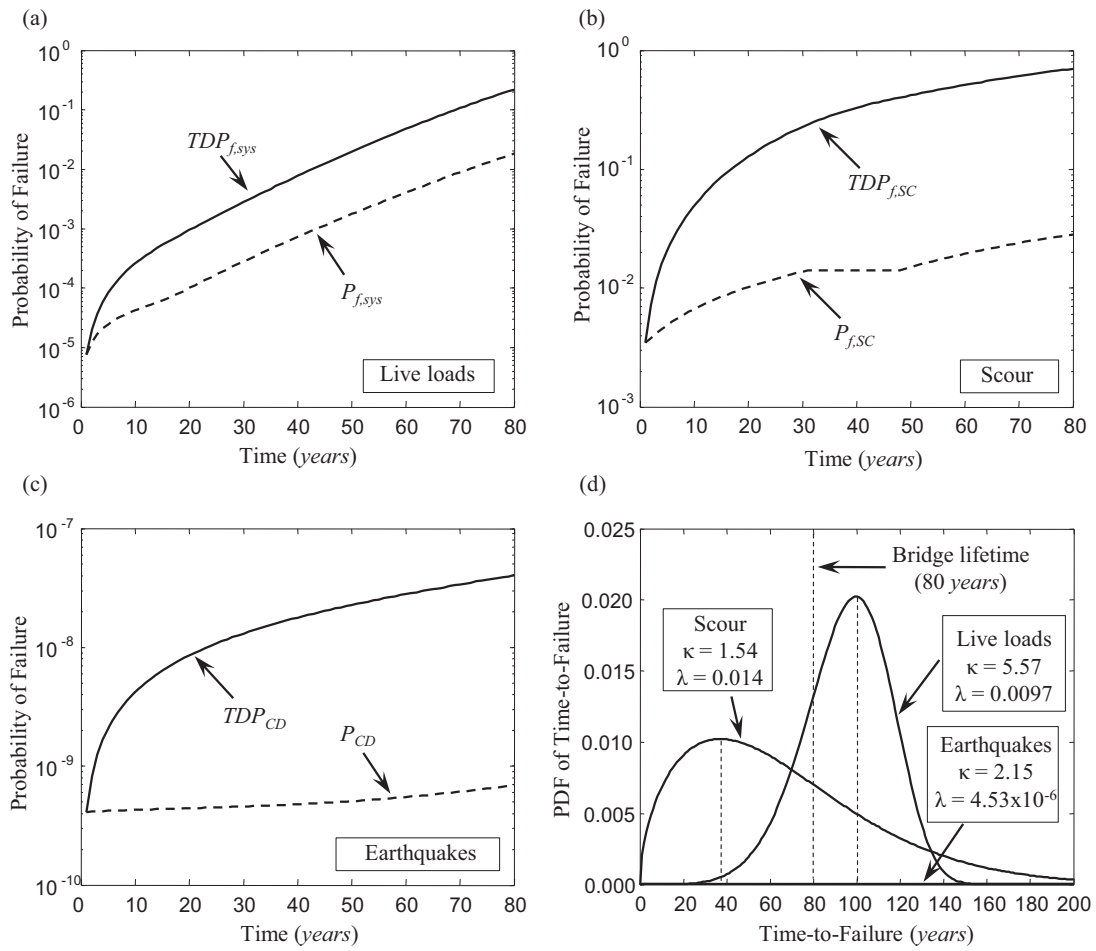 (a)
10^0
10^-1
10^-2
10^-3
10^-4
10^-5
10^-6
Probability of Failure
TDP_f,sys
P_f,sys
Live loads
0 10 20 30 40 50 60 70 80
Time (years)
(b)
10^0
10^-1
10^-2
10^-3
Probability of Failure
TDP_f,SC
P_f,SC
Scour
0 10 20 30 40 50 60 70 80
Time (years)
(c)
10^-7
10^-8
10^-9
10^-10
Probability of Failure
TDP_CD
P_CD
Earthquakes
0 10 20 30 40 50 60 70 80
Time (years)
(d)
0.025
0.020
0.015
0.010
0.005
0.000
PDF of Time-to-Failure
Bridge lifetime
(80 years)
Scour
κ = 1.54
λ = 0.014
Live loads
κ = 5.57
λ = 0.0097
Earthquakes
κ = 2.15
λ = 4.53x10^-6
0 20 40 60 80 100 120 140 160 180 200
Time-to-Failure (years)